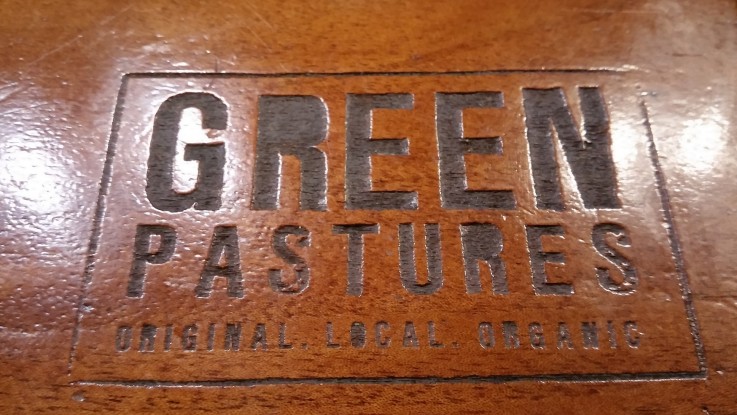 GREEN
PASTURES
ORIGINAL. LOCAL. ORGANIC